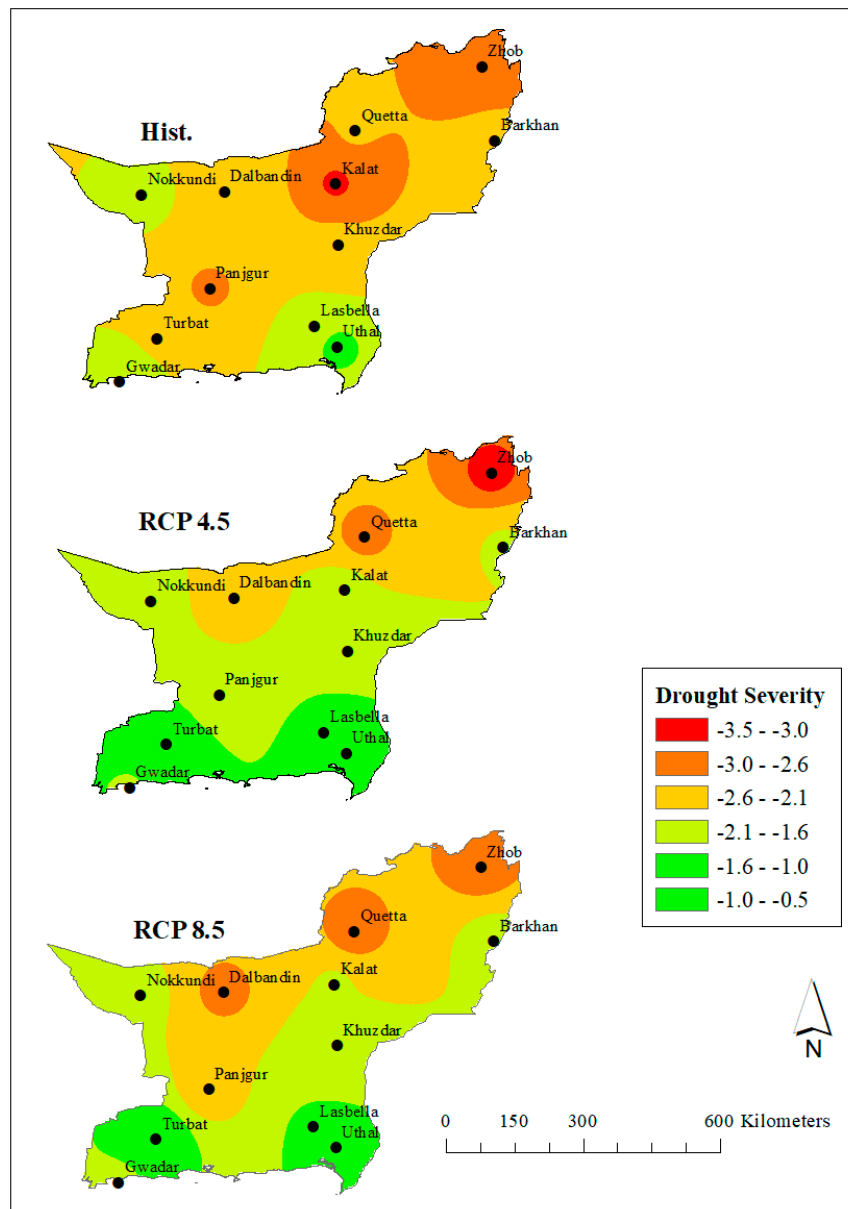 Zhob
Quetta
Hist.
Barkhan
Kalat
Nokkundi
Dalbandin
Khuzdar
Panjgur
Lasbella
Turbat
Uthal
Gwadar
Zhob
RCP 4.5
Quetta
Barkhan
Nokkundi
Dalbandin
Kalat
Khuzdar
Panjgur
Lasbella
Turbat
Uthal
Gwadar
Drought Severity
-3.5 - -3.0
-3.0 - -2.6
-2.6 - -2.1
-2.1 - -1.6
-1.6 - -1.0
-1.0 - -0.5
Zhob
RCP 8.5
Quetta
Barkhan
Nokkundi
Dalbandin
Kalat
Khuzdar
Panjgur
Lasbella
Turbat
Uthal
Gwadar
N
0 150 300 600 Kilometers